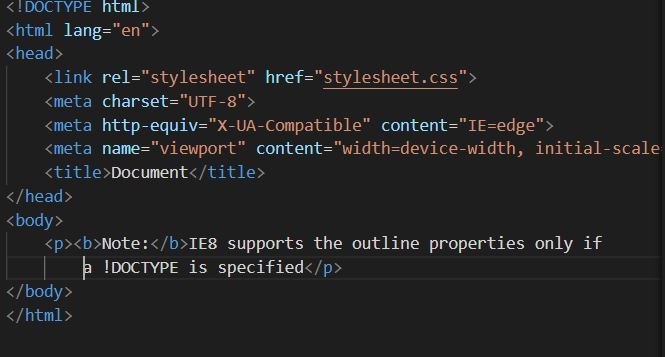 <!DOCTYPE html>
<html lang="en">
<head>
    <link rel="stylesheet" href="stylesheet.css">
    <meta charset="UTF-8">
    <meta http-equiv="X-UA-Compatible" content="IE=edge">
    <meta name="viewport" content="width=device-width, initial-scale
    <title>Document</title>
</head>
<body>
    <p><b>Note:</b>IE8 supports the outline properties only if
        a !DOCTYPE is specified</p>
</body>
</html>